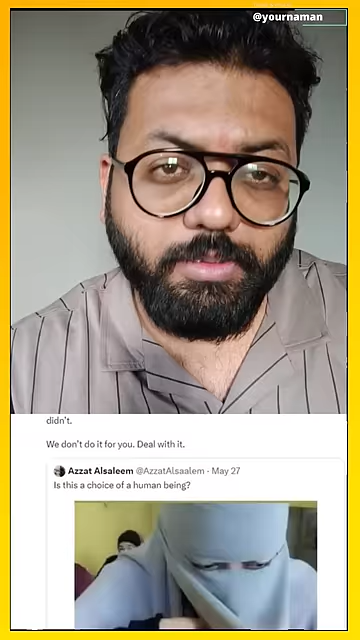 @yournaman
didn't.
We don't do it for you. Deal with it.
Azzat Alsaleem @AzzatAlsaalem · May 27
Is this a choice of a human being?